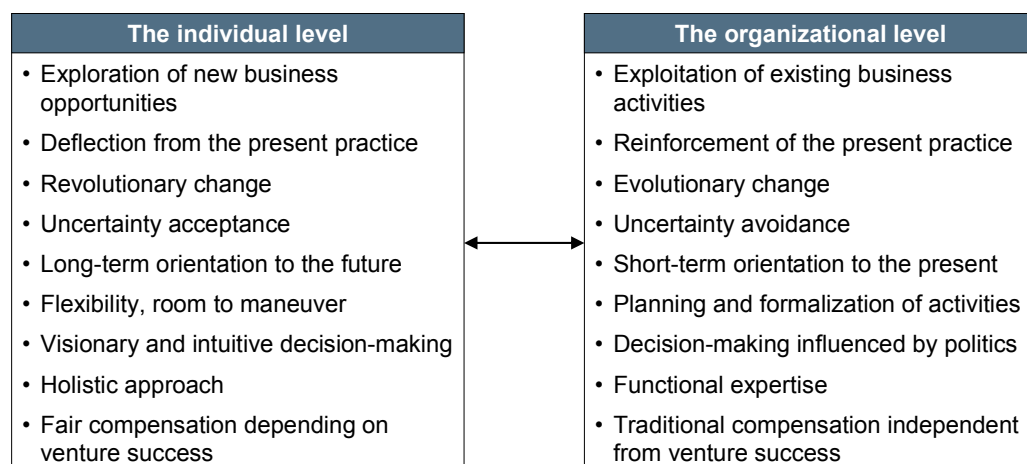 The individual level
• Exploration of new business
opportunities
• Deflection from the present practice
• Revolutionary change
• Uncertainty acceptance
• Long-term orientation to the future
• Flexibility, room to maneuver
• Visionary and intuitive decision-making
• Holistic approach
• Fair compensation depending on
venture success
The organizational level
• Exploitation of existing business
activities
• Reinforcement of the present practice
• Evolutionary change
• Uncertainty avoidance
• Short-term orientation to the present
• Planning and formalization of activities
• Decision-making influenced by politics
• Functional expertise
• Traditional compensation independent
from venture success